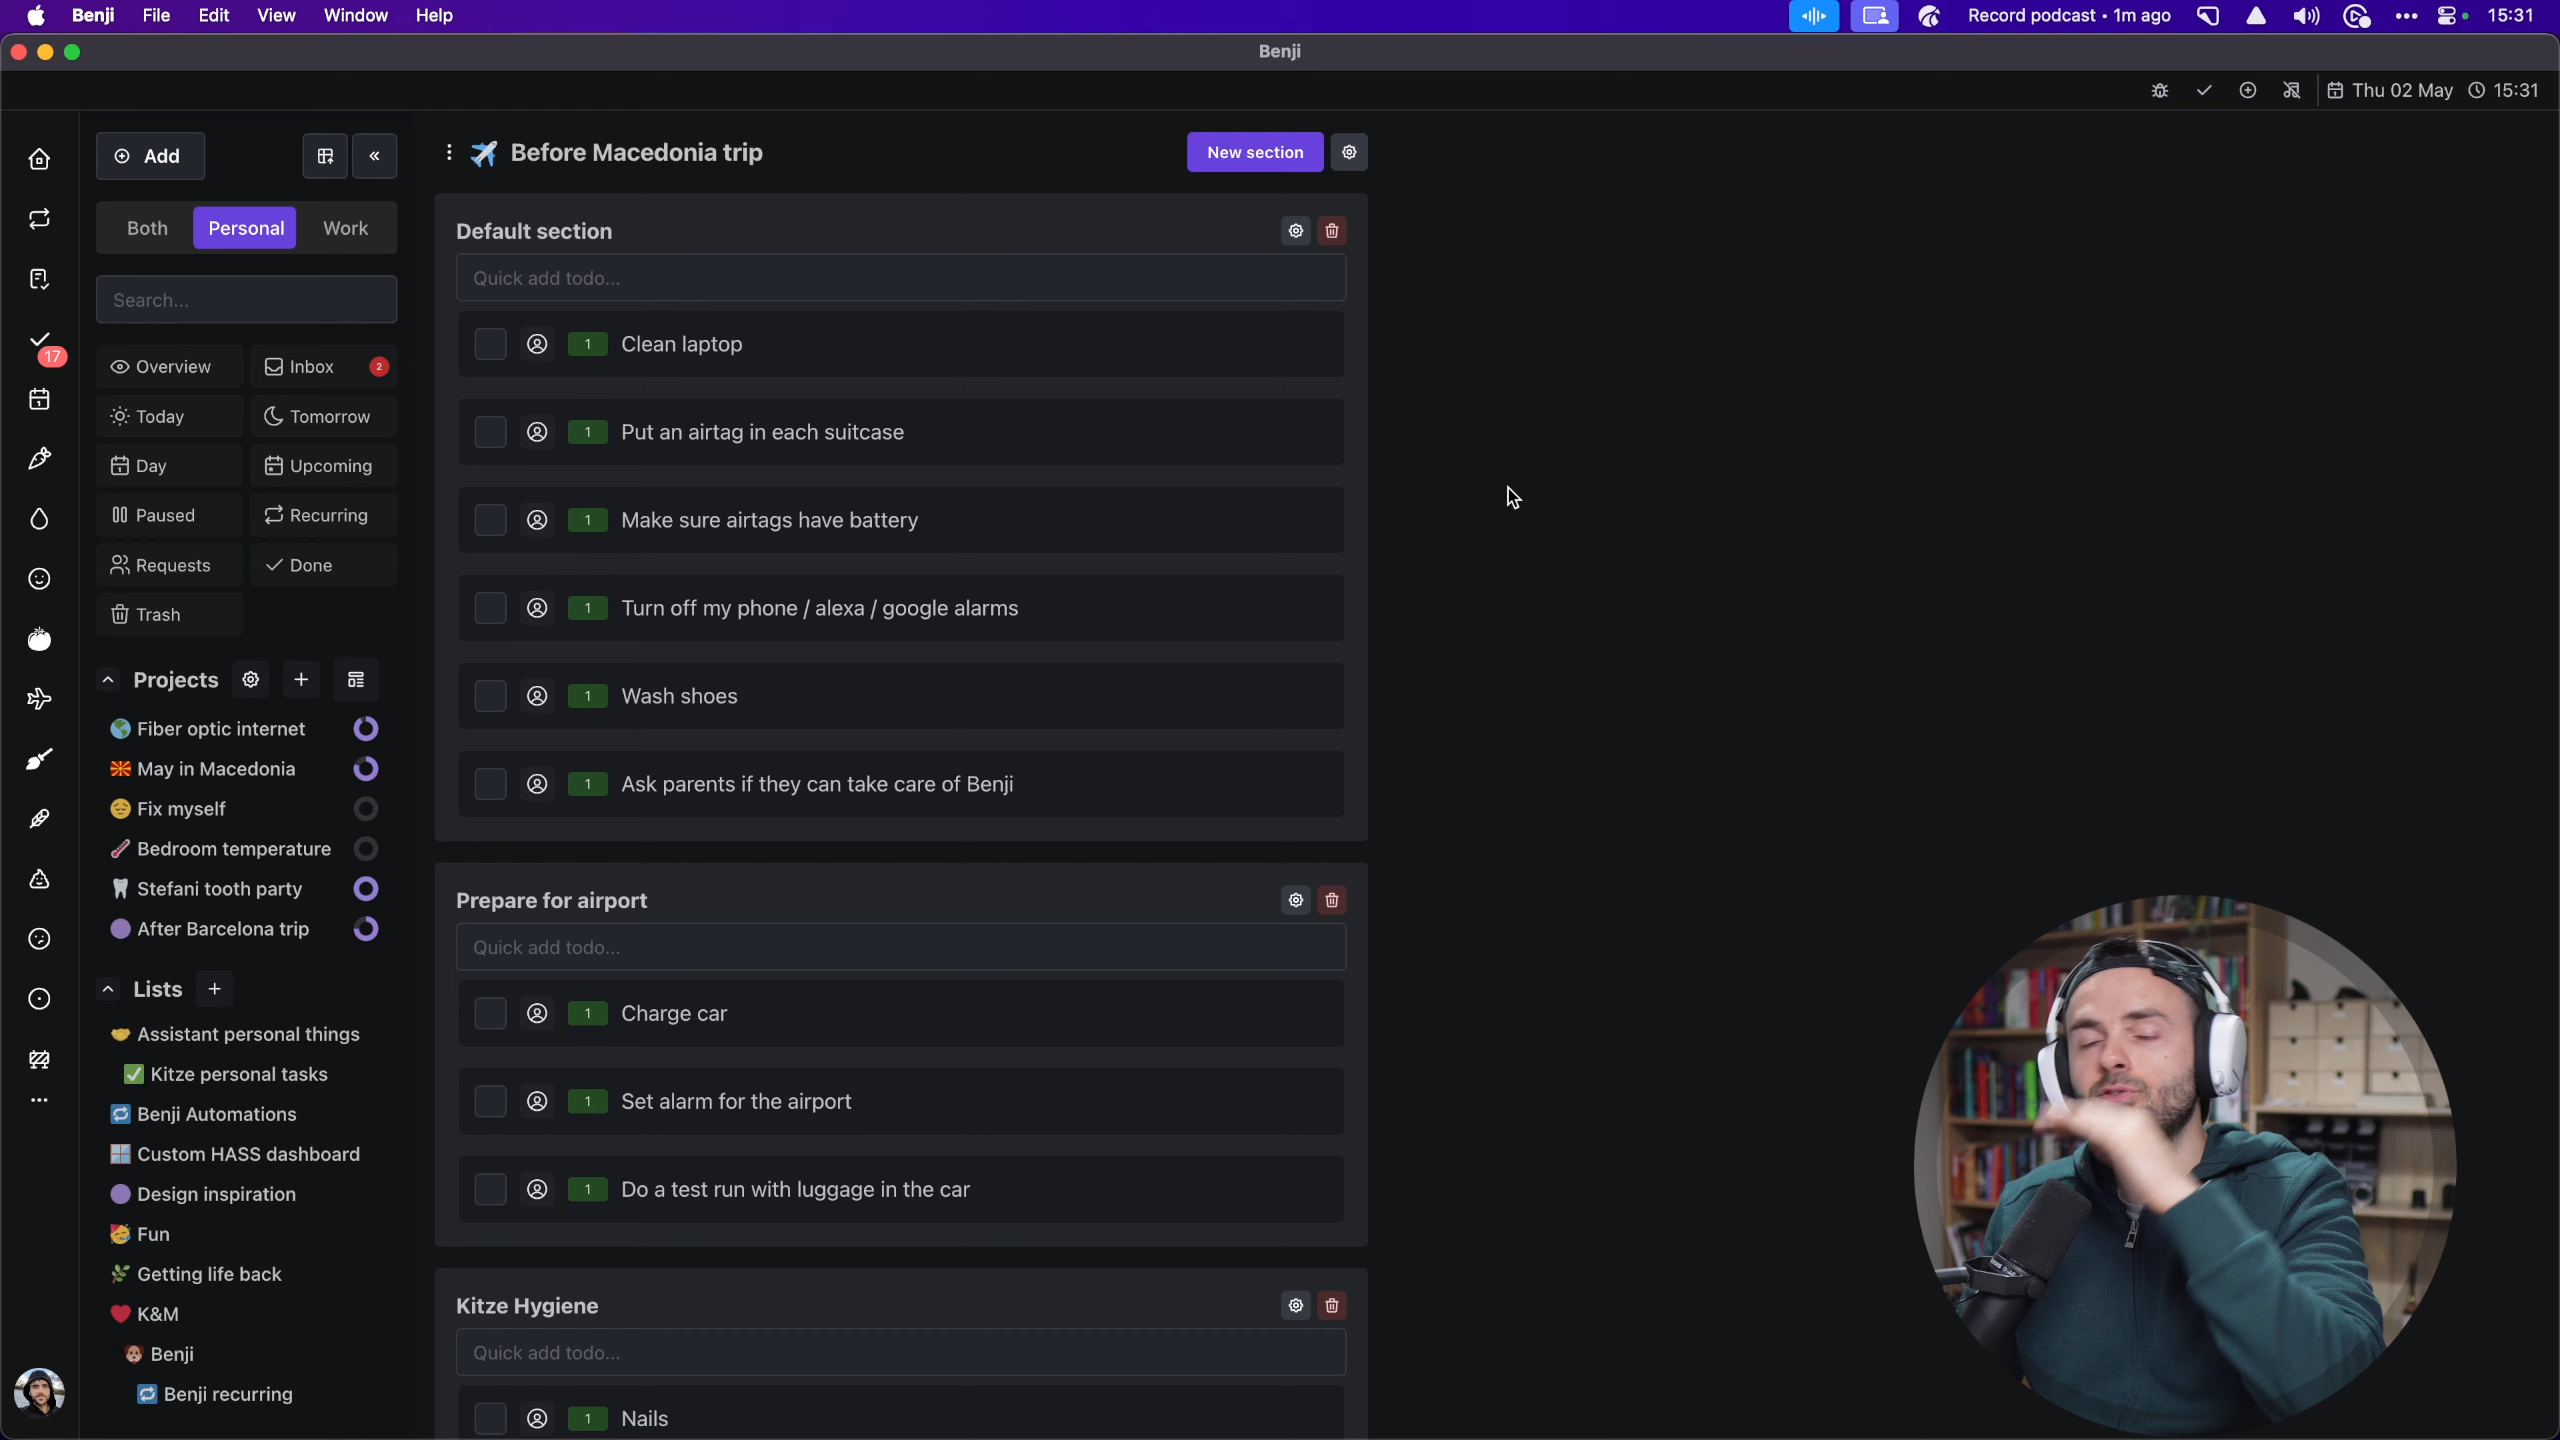 Benji File Edit View Window Help
Record podcast • 1m ago 15:31
Benji
Thu 02 May 15:31
Add
Both Personal Work
Search...
Overview Inbox 2
Today Tomorrow
Day Upcoming
Paused Recurring
Requests Done
Trash
17
Projects
Fiber optic internet
May in Macedonia
Fix myself
Bedroom temperature
Stefani tooth party
After Barcelona trip
Lists
Assistant personal things
Kitze personal tasks
Benji Automations
Custom HASS dashboard
Design inspiration
Fun
Getting life back
K&M
Benji
Benji recurring
Before Macedonia trip
New section
Default section
Quick add todo...
1 Clean laptop
1 Put an airtag in each suitcase
1 Make sure airtags have battery
1 Turn off my phone / alexa / google alarms
1 Wash shoes
1 Ask parents if they can take care of Benji
Prepare for airport
Quick add todo...
1 Charge car
1 Set alarm for the airport
1 Do a test run with luggage in the car
Kitze Hygiene
Quick add todo...
1 Nails